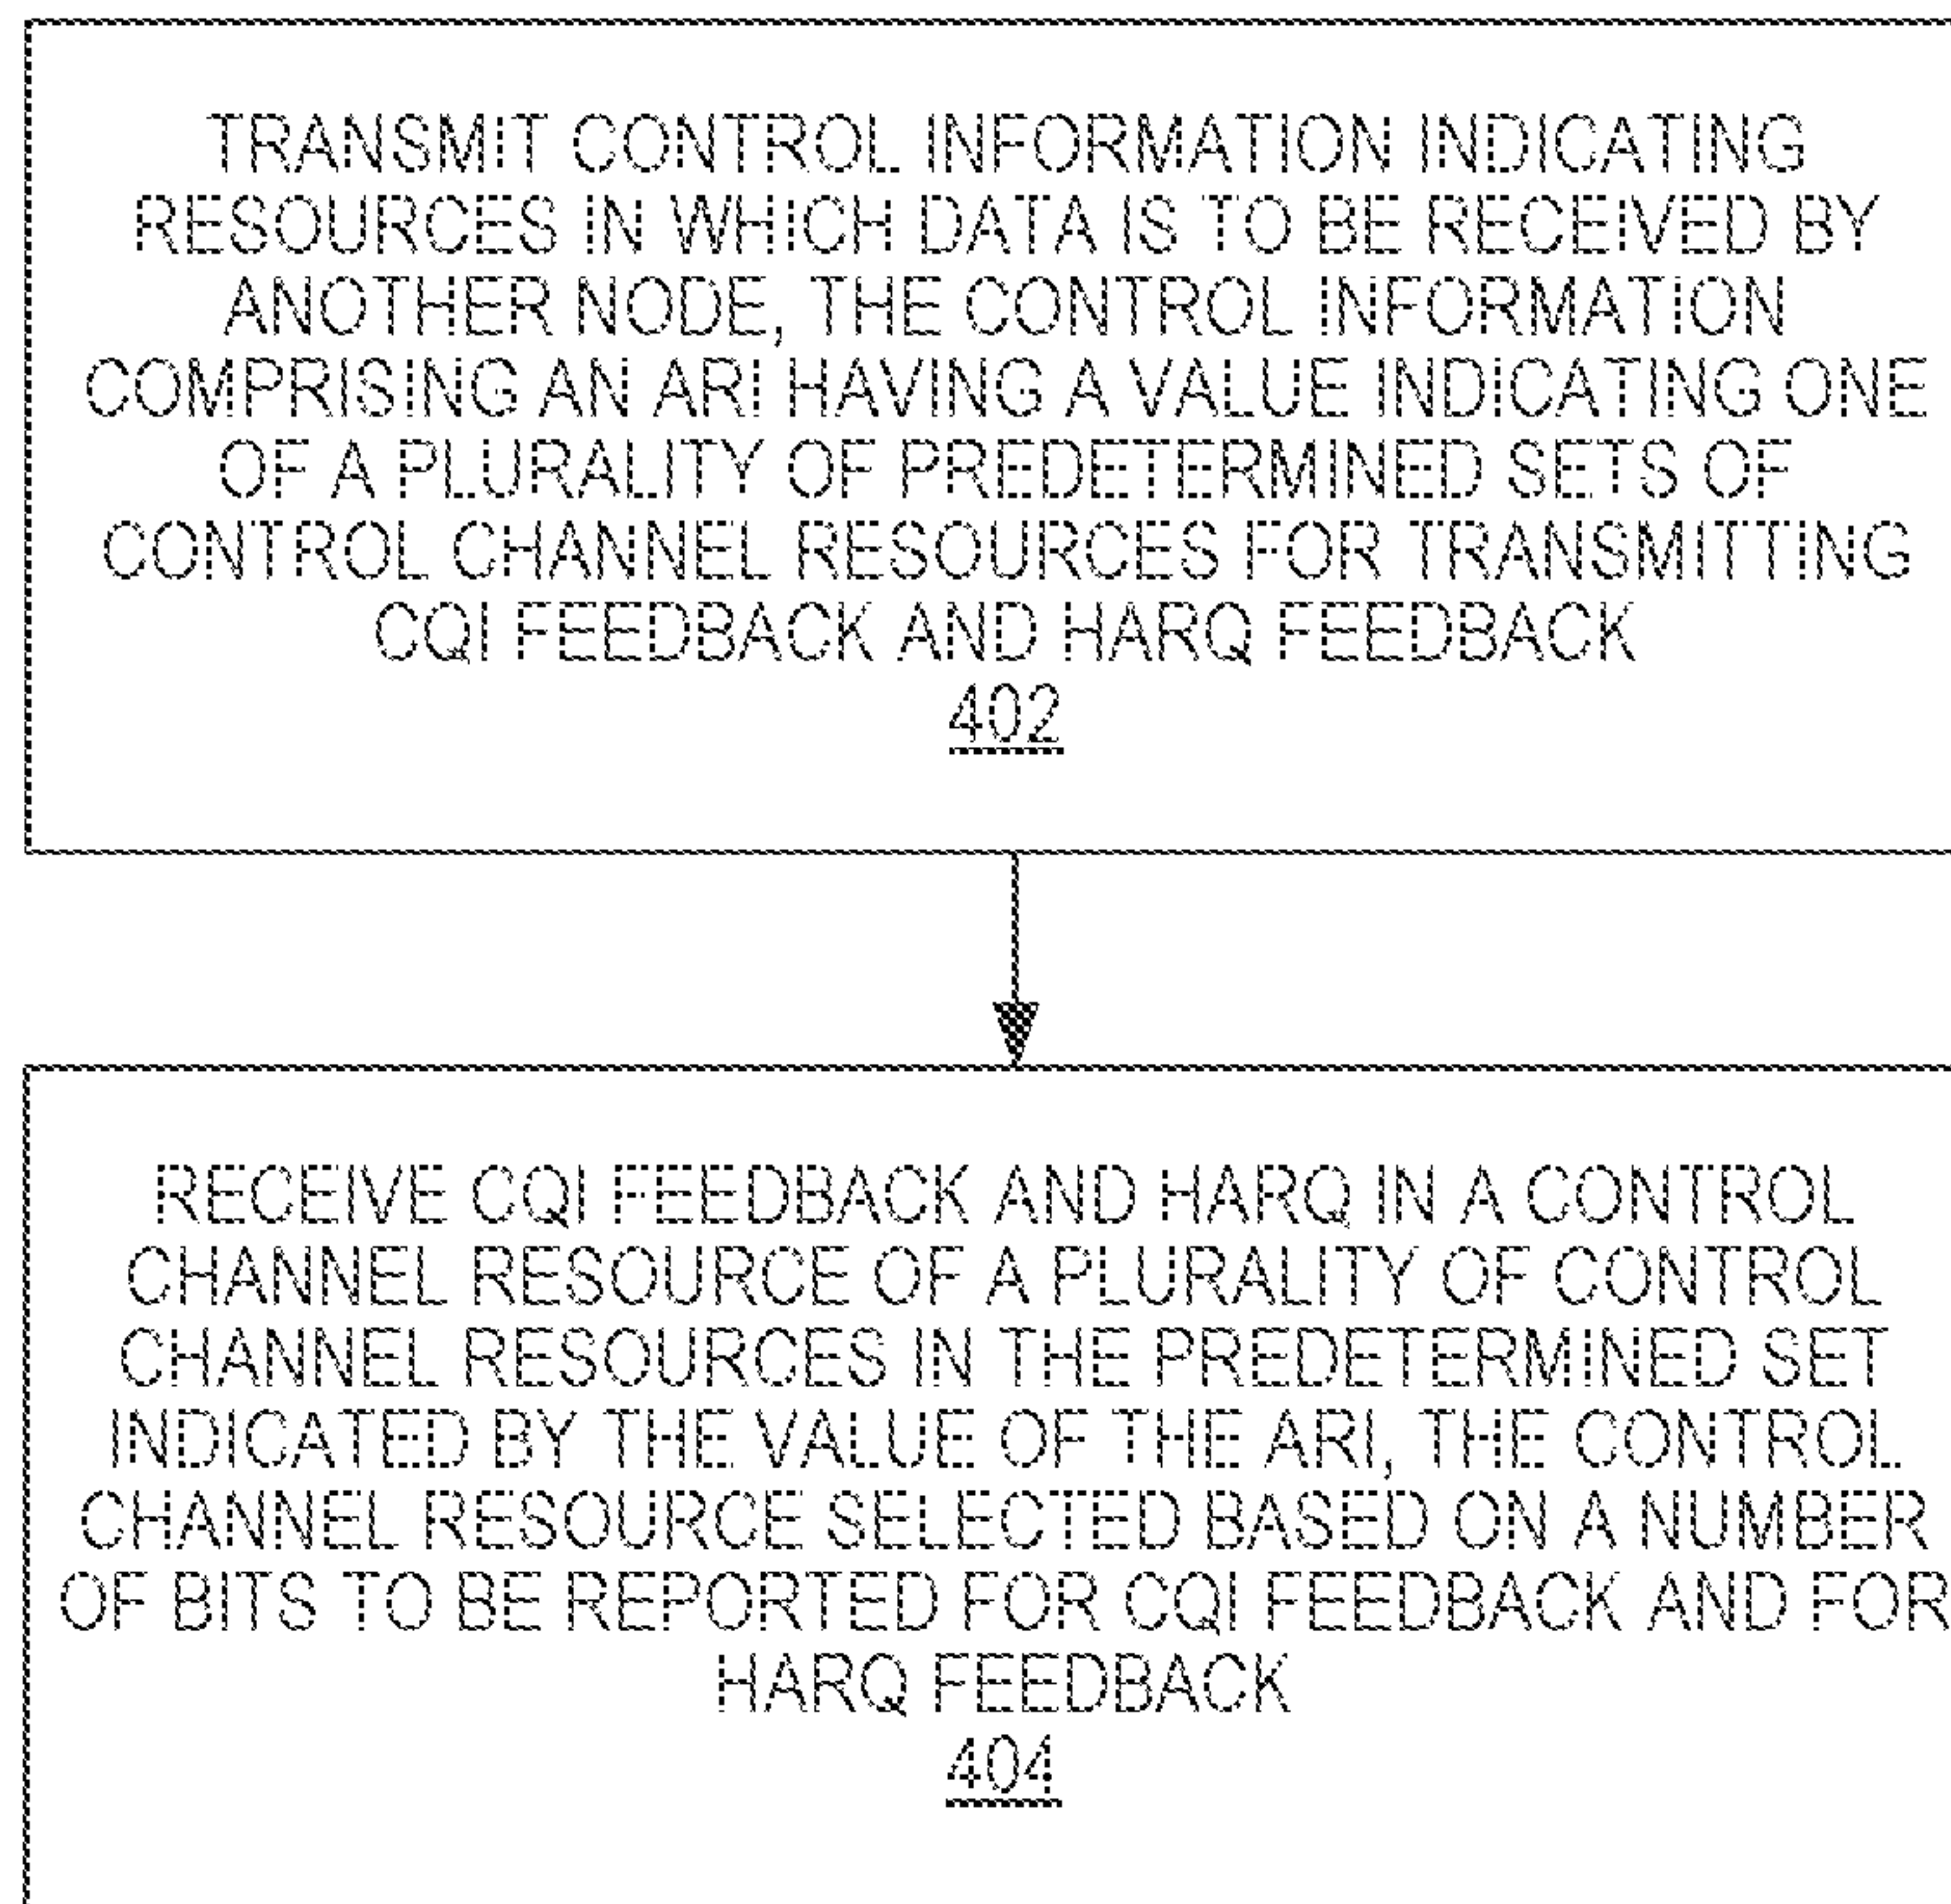 TRANSMIT CONTROL INFORMATION INDICATING
RESOURCES IN WHICH DATA IS TO BE RECEIVED BY
ANOTHER NODE, THE CONTROL INFORMATION
COMPRISING AN ARI HAVING A VALUE INDICATING ONE
OF A PLURALITY OF PREDETERMINED SETS OF
CONTROL CHANNEL RESOURCES FOR TRANSMITTING
CQI FEEDBACK AND HARQ FEEDBACK
402
RECEIVE CQI FEEDBACK AND HARQ IN A CONTROL
CHANNEL RESOURCE OF A PLURALITY OF CONTROL
CHANNEL RESOURCES IN THE PREDETERMINED SET
INDICATED BY THE VALUE OF THE ARI, THE CONTROL
CHANNEL RESOURCE SELECTED BASED ON A NUMBER
OF BITS TO BE REPORTED FOR CQI FEEDBACK AND FOR
HARQ FEEDBACK
404